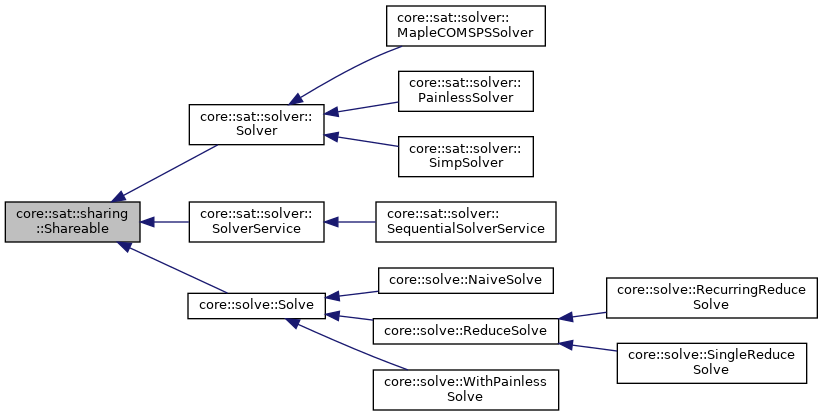 core::sat::solver::
MapleCOMSPSSolver
core::sat::solver::
PainlessSolver
core::sat::solver::
Solver
core::sat::solver::
SimpSolver
core::sat::sharing
::Shareable
core::sat::solver::
SolverService
core::sat::solver::
SequentialSolverService
core::solve::NaiveSolve
core::solve::Solve
core::solve::RecurringReduce
Solve
core::solve::ReduceSolve
core::solve::SingleReduce
Solve
core::solve::WithPainless
Solve